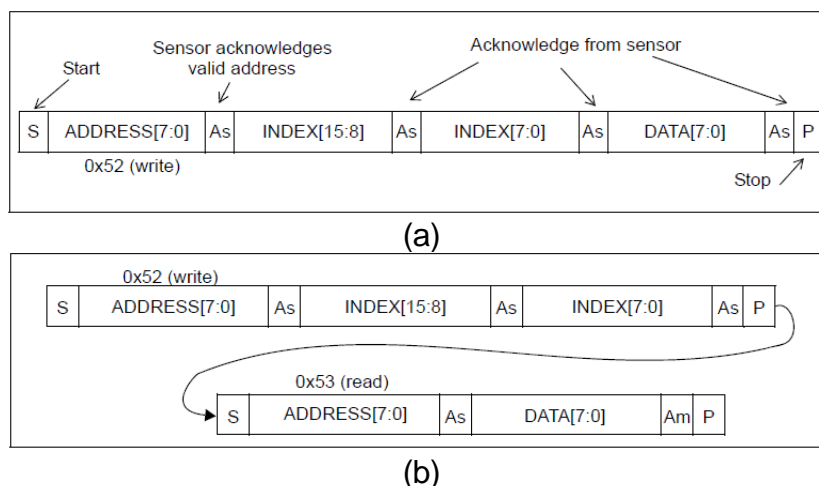 Start
Sensor acknowledges
valid address
Acknowledge from sensor
S ADDRESS[7:0] As INDEX[15:8] As INDEX[7:0] As DATA[7:0] As P
0x52 (write)
Stop
(a)
0x52 (write)
S ADDRESS[7:0] As INDEX[15:8] As INDEX[7:0] As P
0x53 (read)
S ADDRESS[7:0] As DATA[7:0] Am P
(b)